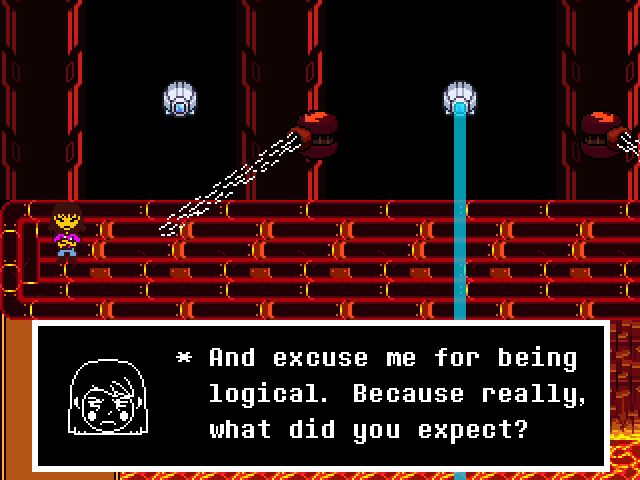 * And excuse me for being
logical. Because really,
what did you expect?